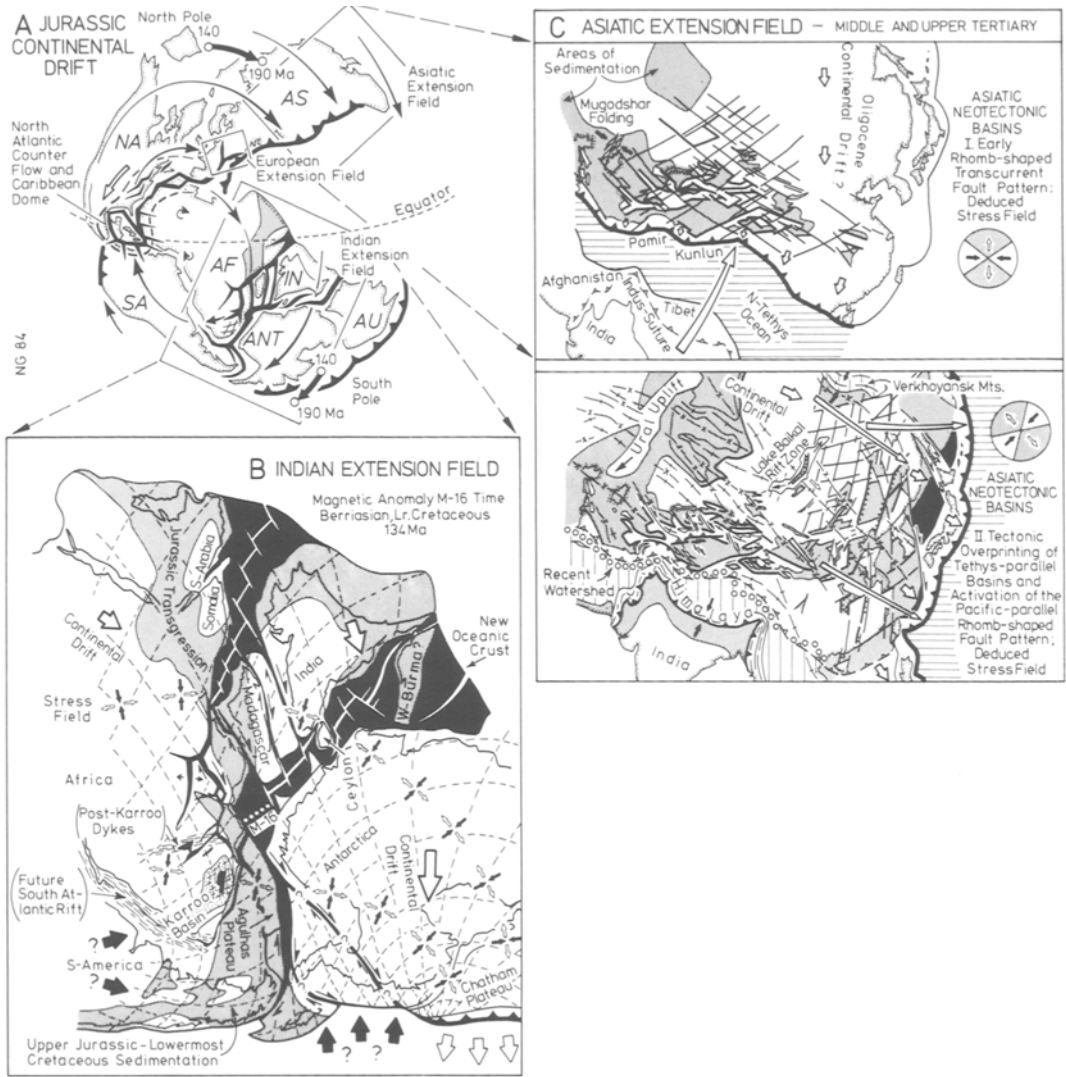 A JURASSIC
CONTINENTAL
DRIFT
North Pole
140
190 Ma
AS
Asiatic
Extension
Field
NA
North
Atlantic
Counter
Flow and
Caribbean
Dome
European
Extension Field
Equator
Indian
Extension
Field
AF
IN
SA
ANT
AU
140
South
Pole
190 Ma
NG 84
B INDIAN EXTENSION FIELD
Magnetic Anomaly M-16 Time
Berriasian, Lr. Cretaceous
134 Ma
Jurassic Transgression
S-Arabia
Somalia
Continental
Drift
India
New
Oceanic
Crust
W-Burma
Stress
Field
Madagascar
Ceylon
Africa
M-16
(Post-Karroo
Dykes)
Antarctica
Continental
Drift
(Future
South At-
lantic Rift)
Karroo
Basin
Agulhas
Plateau
?
S-America
?
Chatham
Plateau
Upper Jurassic-Lowermost
Cretaceous Sedimentation
? ?
C ASIATIC EXTENSION FIELD – MIDDLE AND UPPER TERTIARY
Areas of
Sedimentation
Mugodshar
Folding
Oligocene
Continental Drift?
ASIATIC
NEOTECTONIC
BASINS
I. Early
Rhomb-shaped
Transcurrent
Fault Pattern;
Deduced
Stress Field
Pamir
Kunlun
Afghanistan
Indus-Suture
Tibet
India
N-Tethys
Ocean
Ural Uplift
Continental
Drift
Verkhoyansk Mts.
Lake Baikal
Rift Zone
ASIATIC
NEOTECTONIC
BASINS
II. Tectonic
Overprinting of
Tethys-parallel
Basins and
Activation of the
Pacific-parallel
Rhomb-shaped
Fault Pattern;
Deduced
Stress Field
Recent
Watershed
Himalaya
India